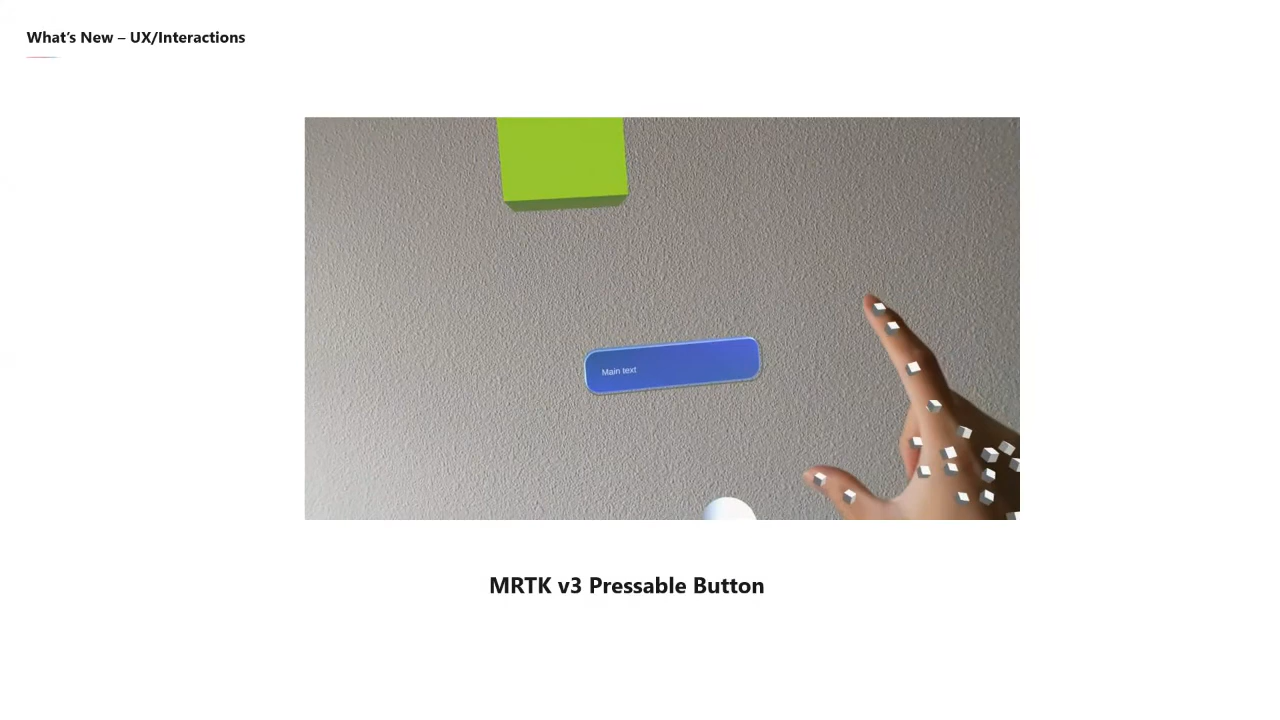 What's New – UX/Interactions
Main text
MRTK v3 Pressable Button